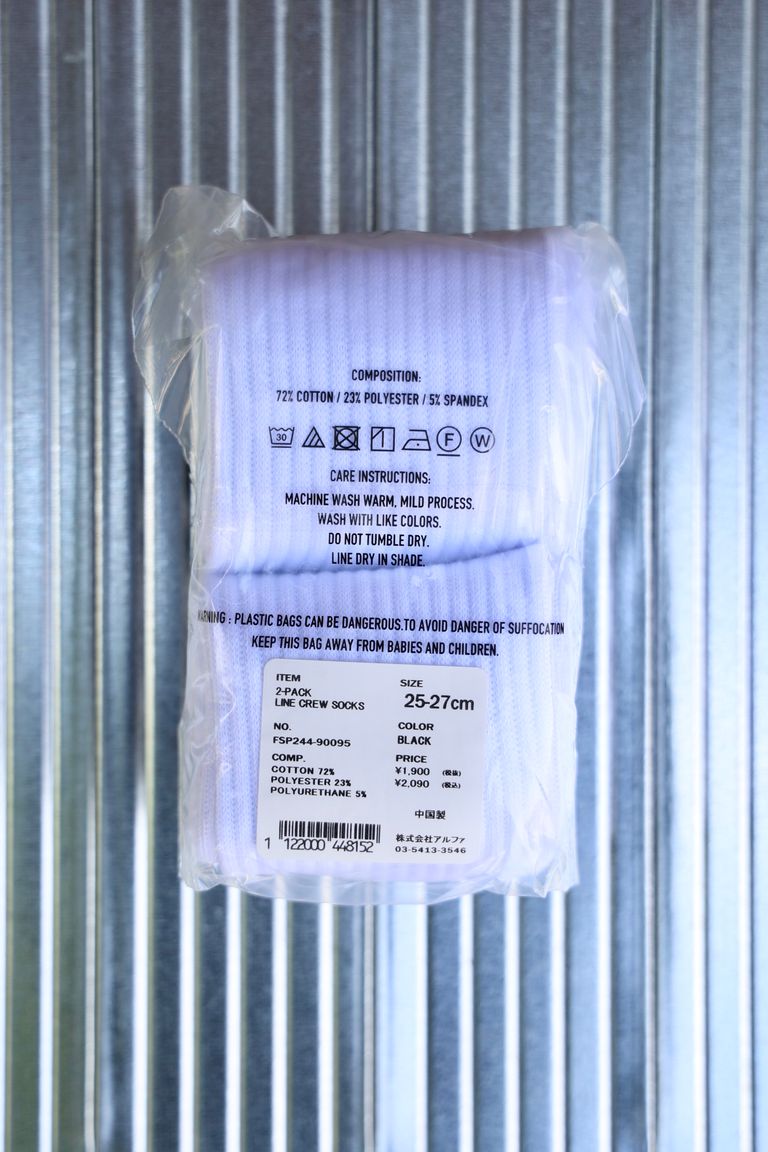 COMPOSITION:
72% COTTON / 23% POLYESTER / 5% SPANDEX
30 F W
CARE INSTRUCTIONS:
MACHINE WASH WARM, MILD PROCESS.
WASH WITH LIKE COLORS.
DO NOT TUMBLE DRY.
LINE DRY IN SHADE.
WARNING : PLASTIC BAGS CAN BE DANGEROUS.TO AVOID DANGER OF SUFFOCATION
KEEP THIS BAG AWAY FROM BABIES AND CHILDREN.
ITEM
2-PACK
LINE CREW SOCKS
SIZE
25-27cm
NO.
FSP244-90095
COLOR
BLACK
COMP.
COTTON 72%
POLYESTER 23%
POLYURETHANE 5%
PRICE
¥1,900 (税抜)
¥2,090 (税込)
中国製
1 122000 448152
株式会社アルファ
03-5413-3546